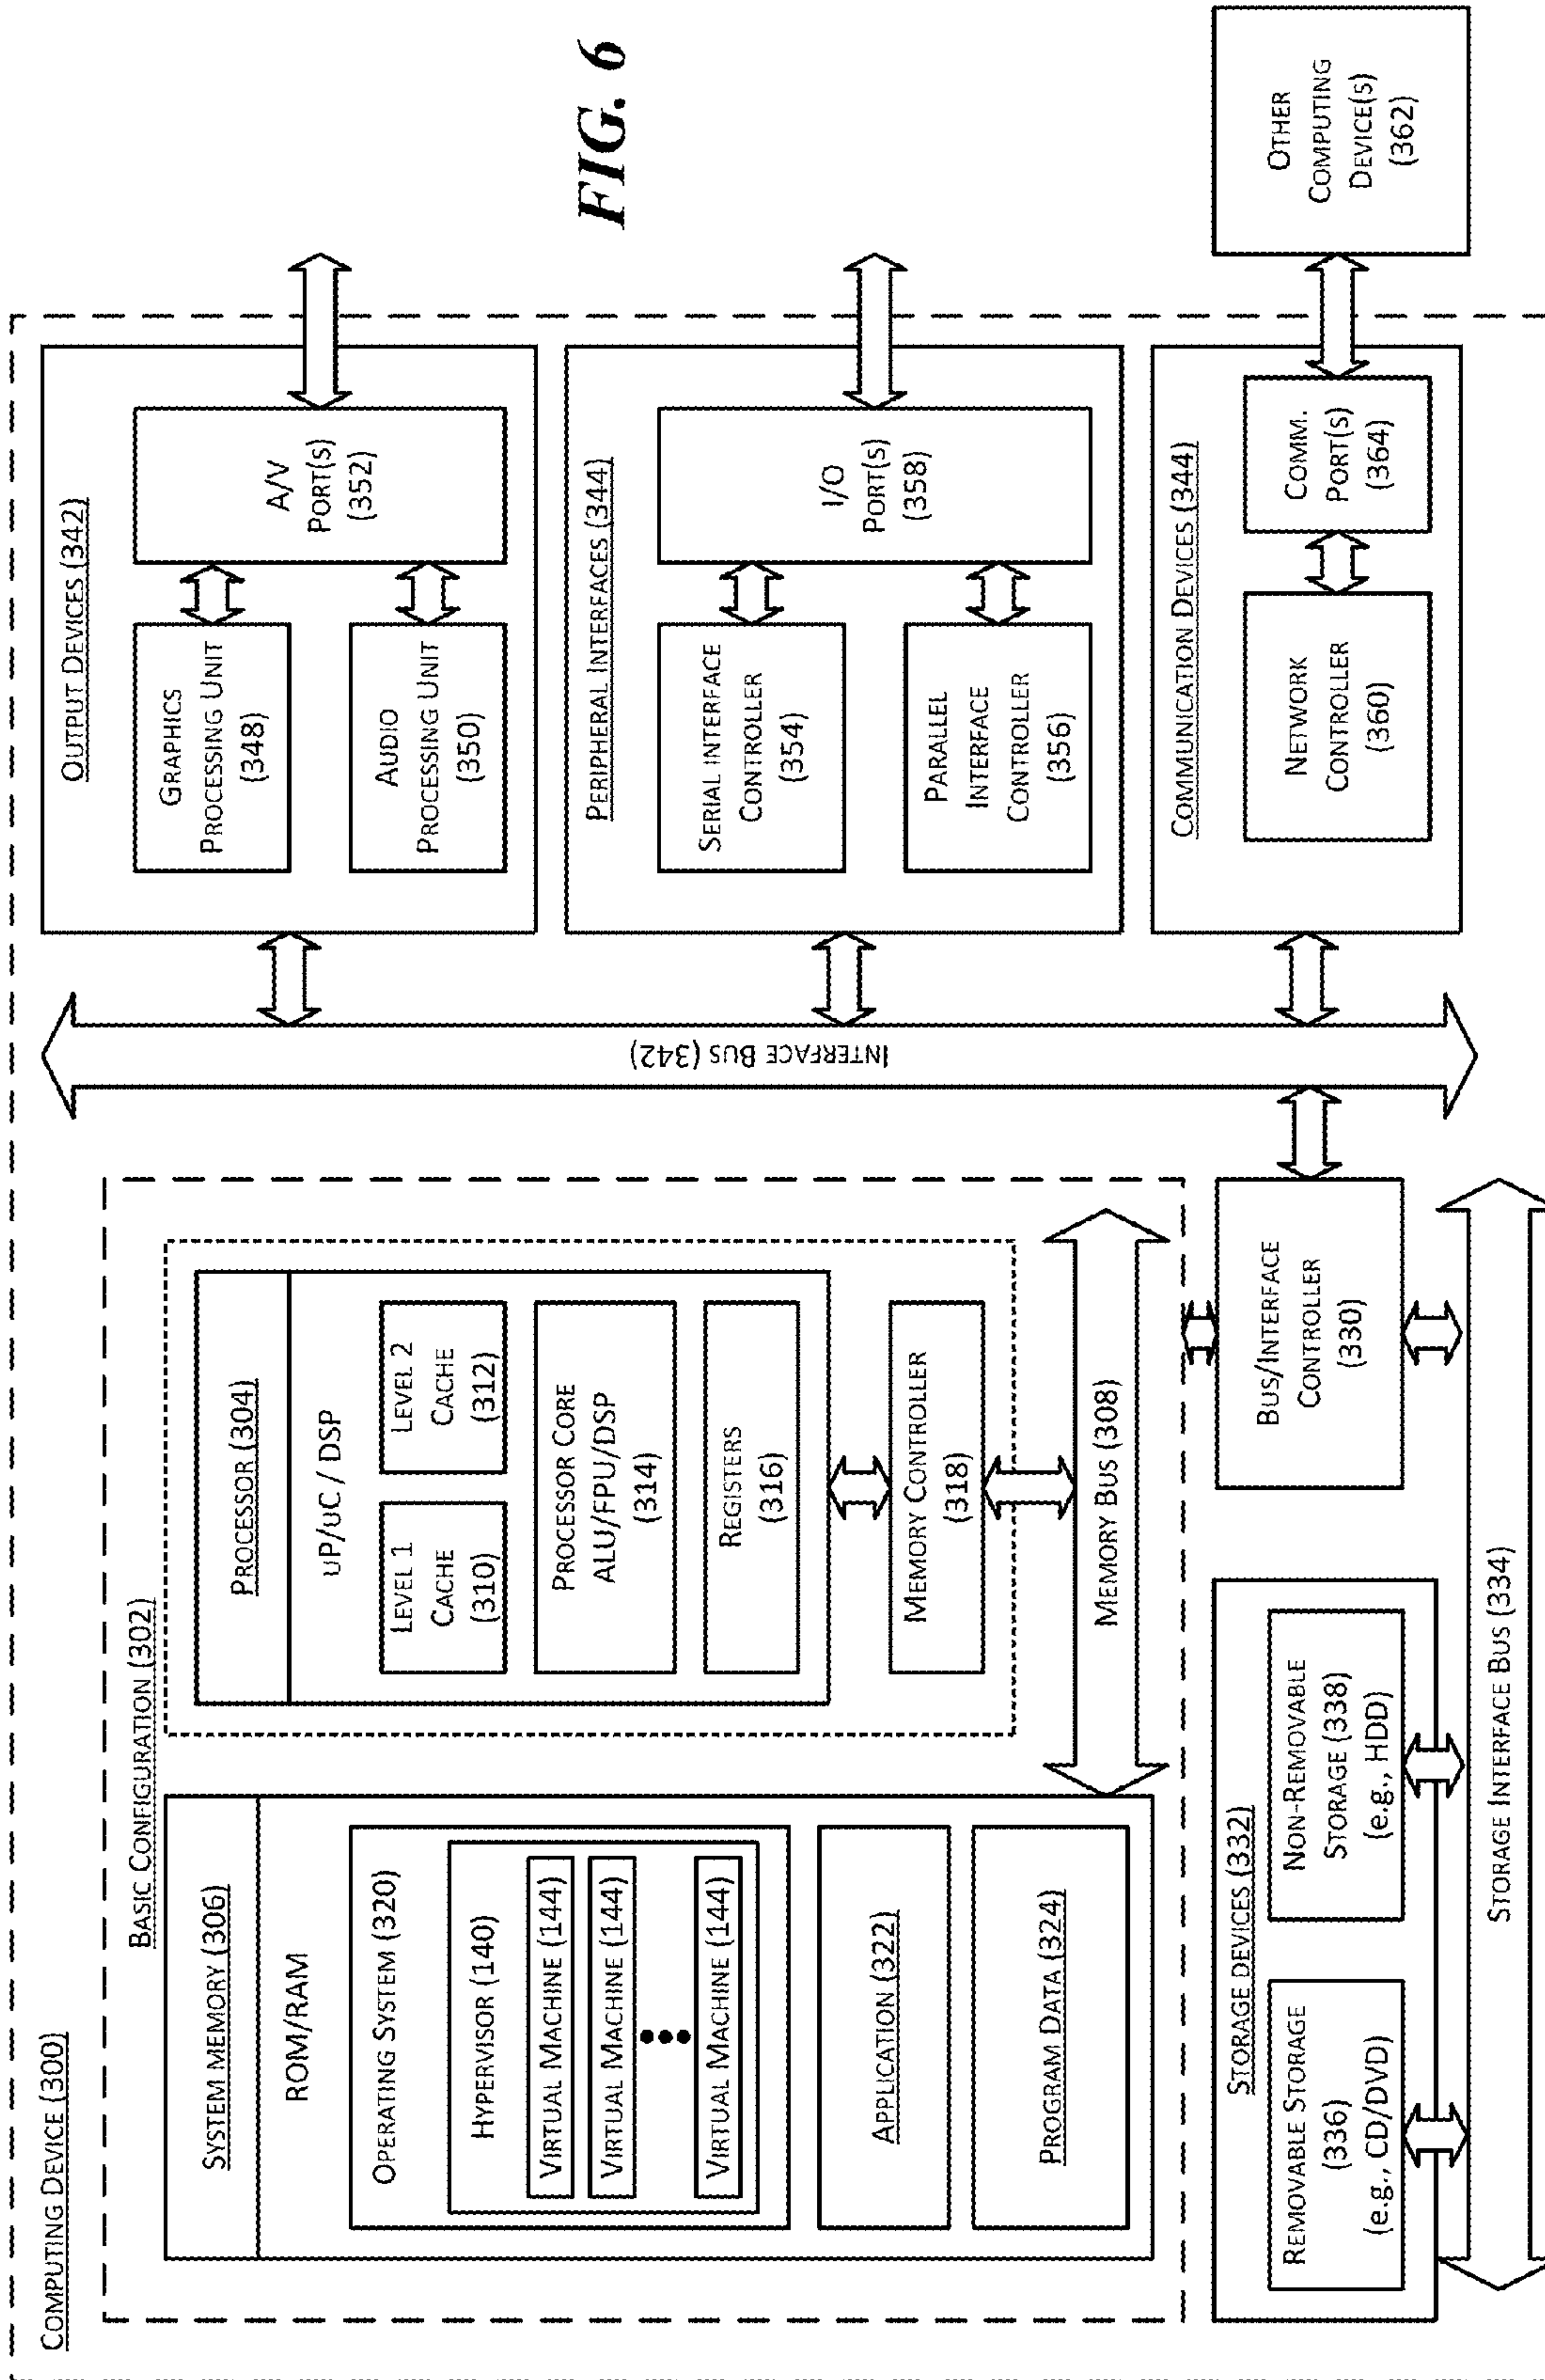 COMPUTING DEVICE (300)
BASIC CONFIGURATION (302)
SYSTEM MEMORY (306)
ROM/RAM
OPERATING SYSTEM (320)
HYPERVISOR (140)
VIRTUAL MACHINE (144)
VIRTUAL MACHINE (144)
VIRTUAL MACHINE (144)
APPLICATION (322)
PROGRAM DATA (324)
PROCESSOR (304)
uP/uC / DSP
LEVEL 1
CACHE
(310)
LEVEL 2
CACHE
(312)
PROCESSOR CORE
ALU/FPU/DSP
(314)
REGISTERS
(316)
MEMORY CONTROLLER
(318)
MEMORY BUS (308)
BUS/INTERFACE
CONTROLLER
(330)
STORAGE DEVICES (332)
REMOVABLE STORAGE
(336)
(e.g., CD/DVD)
NON-REMOVABLE
STORAGE (338)
(e.g., HDD)
STORAGE INTERFACE BUS (334)
INTERFACE BUS (342)
OUTPUT DEVICES (342)
GRAPHICS
PROCESSING UNIT
(348)
AUDIO
PROCESSING UNIT
(350)
A/V
PORT(S)
(352)
PERIPHERAL INTERFACES (344)
SERIAL INTERFACE
CONTROLLER
(354)
PARALLEL
INTERFACE
CONTROLLER
(356)
I/O
PORT(S)
(358)
COMMUNICATION DEVICES (344)
NETWORK
CONTROLLER
(360)
COMM.
PORT(S)
(364)
OTHER
COMPUTING
DEVICE(S)
(362)
FIG. 6